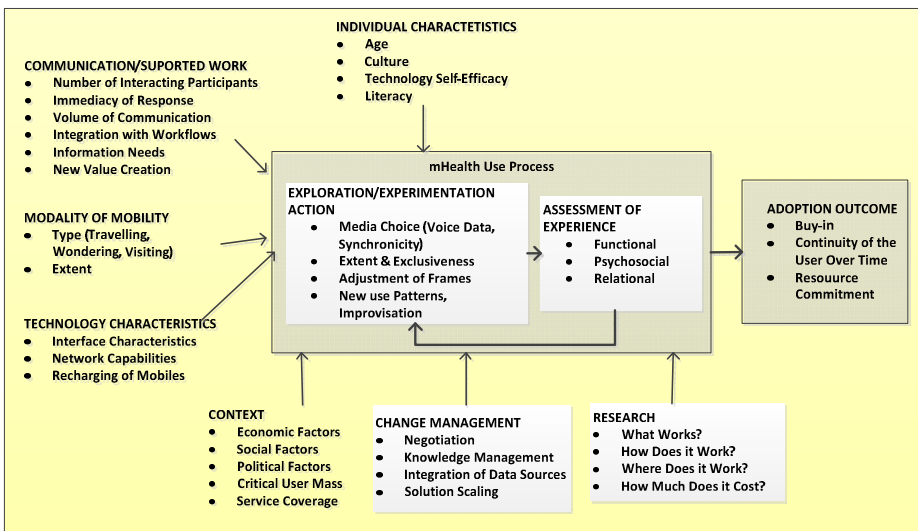 INDIVIDUAL CHARACTETISTICS
● Age
● Culture
● Technology Self-Efficacy
● Literacy
COMMUNICATION/SUPORTED WORK
● Number of Interacting Participants
● Immediacy of Response
● Volume of Communication
● Integration with Workflows
● Information Needs
● New Value Creation
MODALITY OF MOBILITY
● Type (Travelling,
Wondering, Visiting)
● Extent
TECHNOLOGY CHARACTERISTICS
● Interface Characteristics
● Network Capabilities
● Recharging of Mobiles
mHealth Use Process
EXPLORATION/EXPERIMENTATION
ACTION
● Media Choice (Voice Data,
Synchronicity)
● Extent & Exclusiveness
● Adjustment of Frames
● New use Patterns,
Improvisation
ASSESSMENT OF
EXPERIENCE
● Functional
● Psychosocial
● Relational
ADOPTION OUTCOME
● Buy-in
● Continuity of the
User Over Time
● Resouurce
Commitment
CONTEXT
● Economic Factors
● Social Factors
● Political Factors
● Critical User Mass
● Service Coverage
CHANGE MANAGEMENT
● Negotiation
● Knowledge Management
● Integration of Data Sources
● Solution Scaling
RESEARCH
● What Works?
● How Does it Work?
● Where Does it Work?
● How Much Does it Cost?